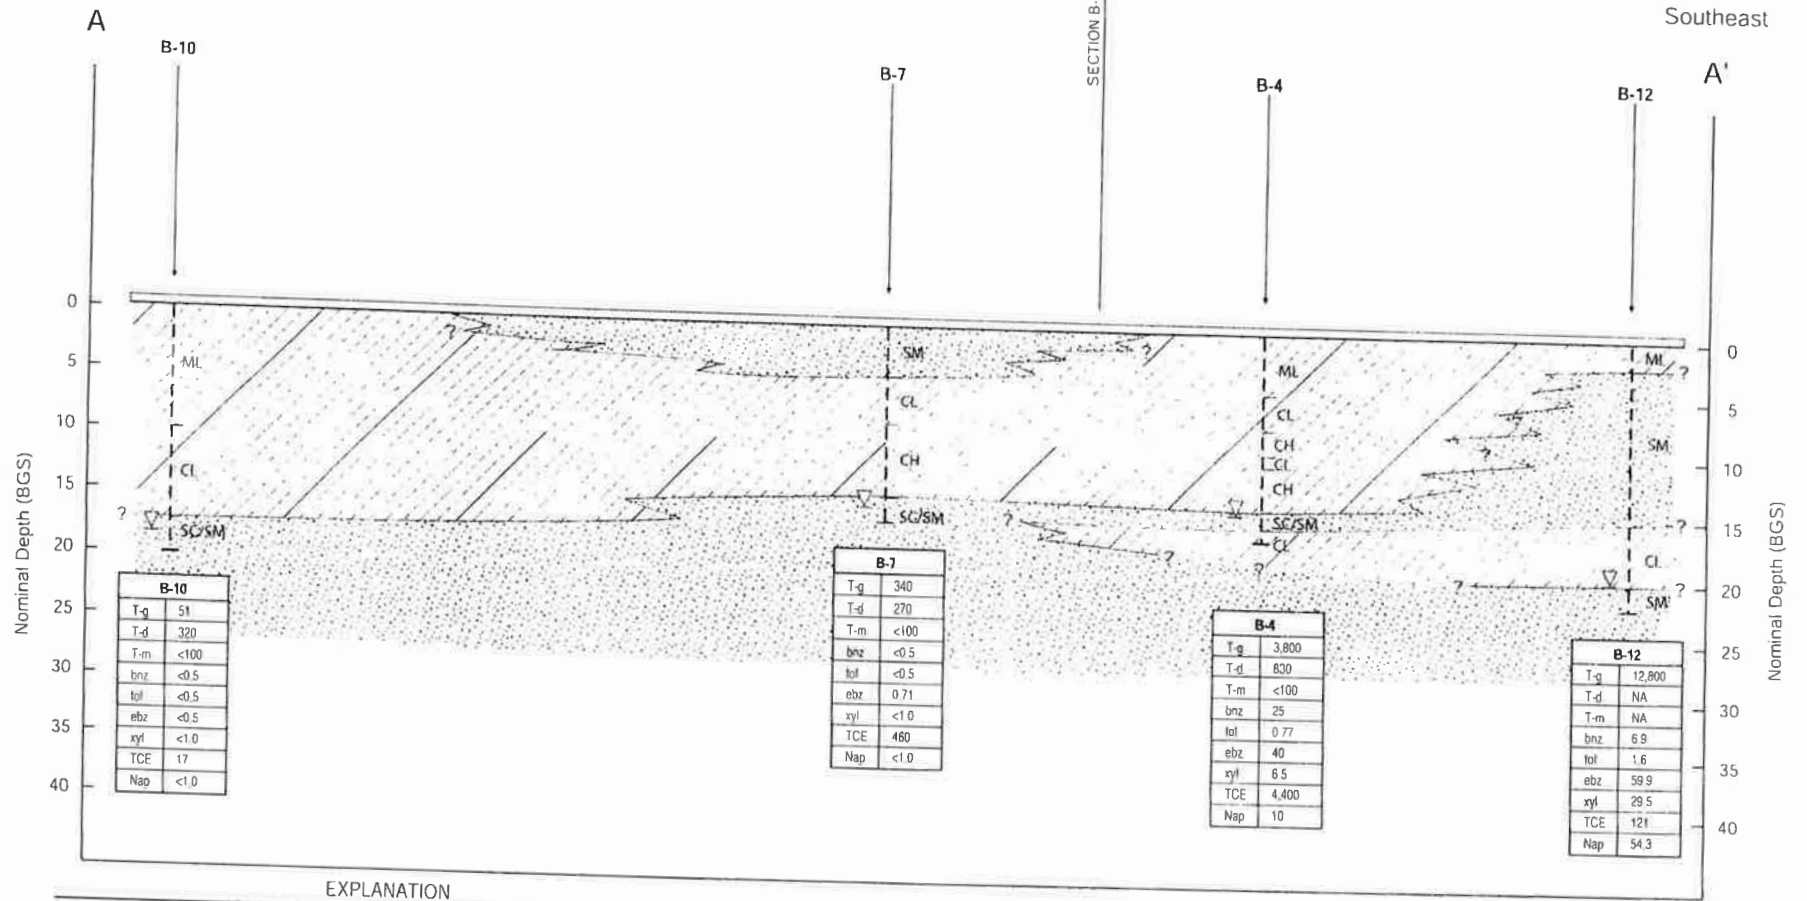 A
B-10
B-7
SECTION B-
B-4
Southeast
A'
B-12
Nominal Depth (BGS)
0
5
10
15
20
25
30
35
40
ML
CL
SC/SM
SM
CL
CH
SC/SM
ML
CL
CH
CL
CH
SC/SM
CL
ML
SM
CL
SM
?
?
?
?
?
?
?
?
?
?
?
?
0
5
10
15
20
25
30
35
40
Nominal Depth (BGS)
B-10
T-g 51
T-d 320
T-m <100
bnz <0.5
tol <0.5
ebz <0.5
xyl <1.0
TCE 17
Nap <1.0
B-7
T-g 340
T-d 270
T-m <100
bnz <0.5
tol <0.5
ebz 0.71
xyl <1.0
TCE 460
Nap <1.0
B-4
T-g 3,800
T-d 830
T-m <100
bnz 25
tol 0.77
ebz 40
xyl 6.5
TCE 4,400
Nap 10
B-12
T-g 12,800
T-d NA
T-m NA
bnz 6.9
tol 1.6
ebz 59.9
xyl 29.5
TCE 121
Nap 54.3
EXPLANATION